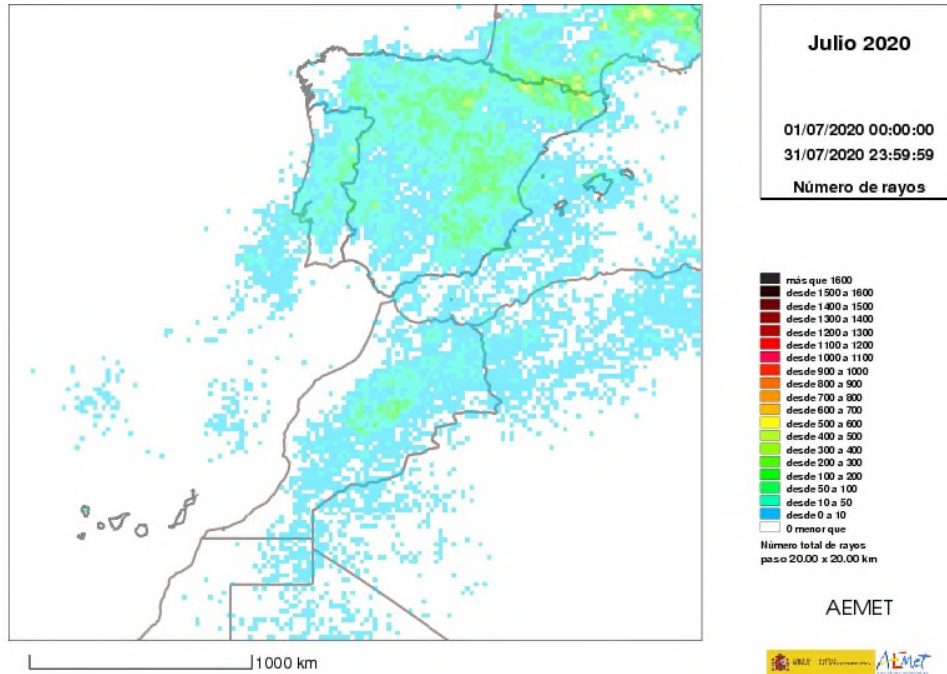 Julio 2020
01/07/2020 00:00:00
31/07/2020 23:59:59
Número de rayos
más que 1600
desde 1500 a 1600
desde 1400 a 1500
desde 1300 a 1400
desde 1200 a 1300
desde 1100 a 1200
desde 1000 a 1100
desde 900 a 1000
desde 800 a 900
desde 700 a 800
desde 600 a 700
desde 500 a 600
desde 400 a 500
desde 300 a 400
desde 200 a 300
desde 100 a 200
desde 50 a 100
desde 10 a 50
desde 0 a 10
0 menor que
Número total de rayos
paso 20.00 x 20.00 km
AEMET
1000 km
AEMet